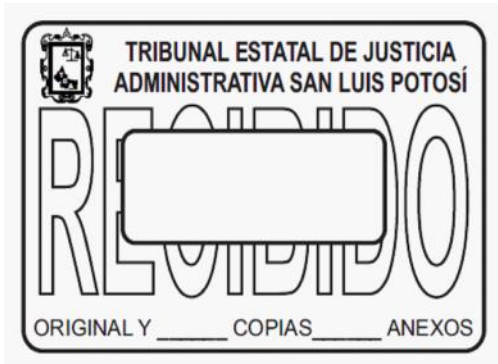 TRIBUNAL ESTATAL DE JUSTICIA
ADMINISTRATIVA SAN LUIS POTOSÍ
RECIBIDO
ORIGINAL Y ______ COPIAS______ ANEXOS